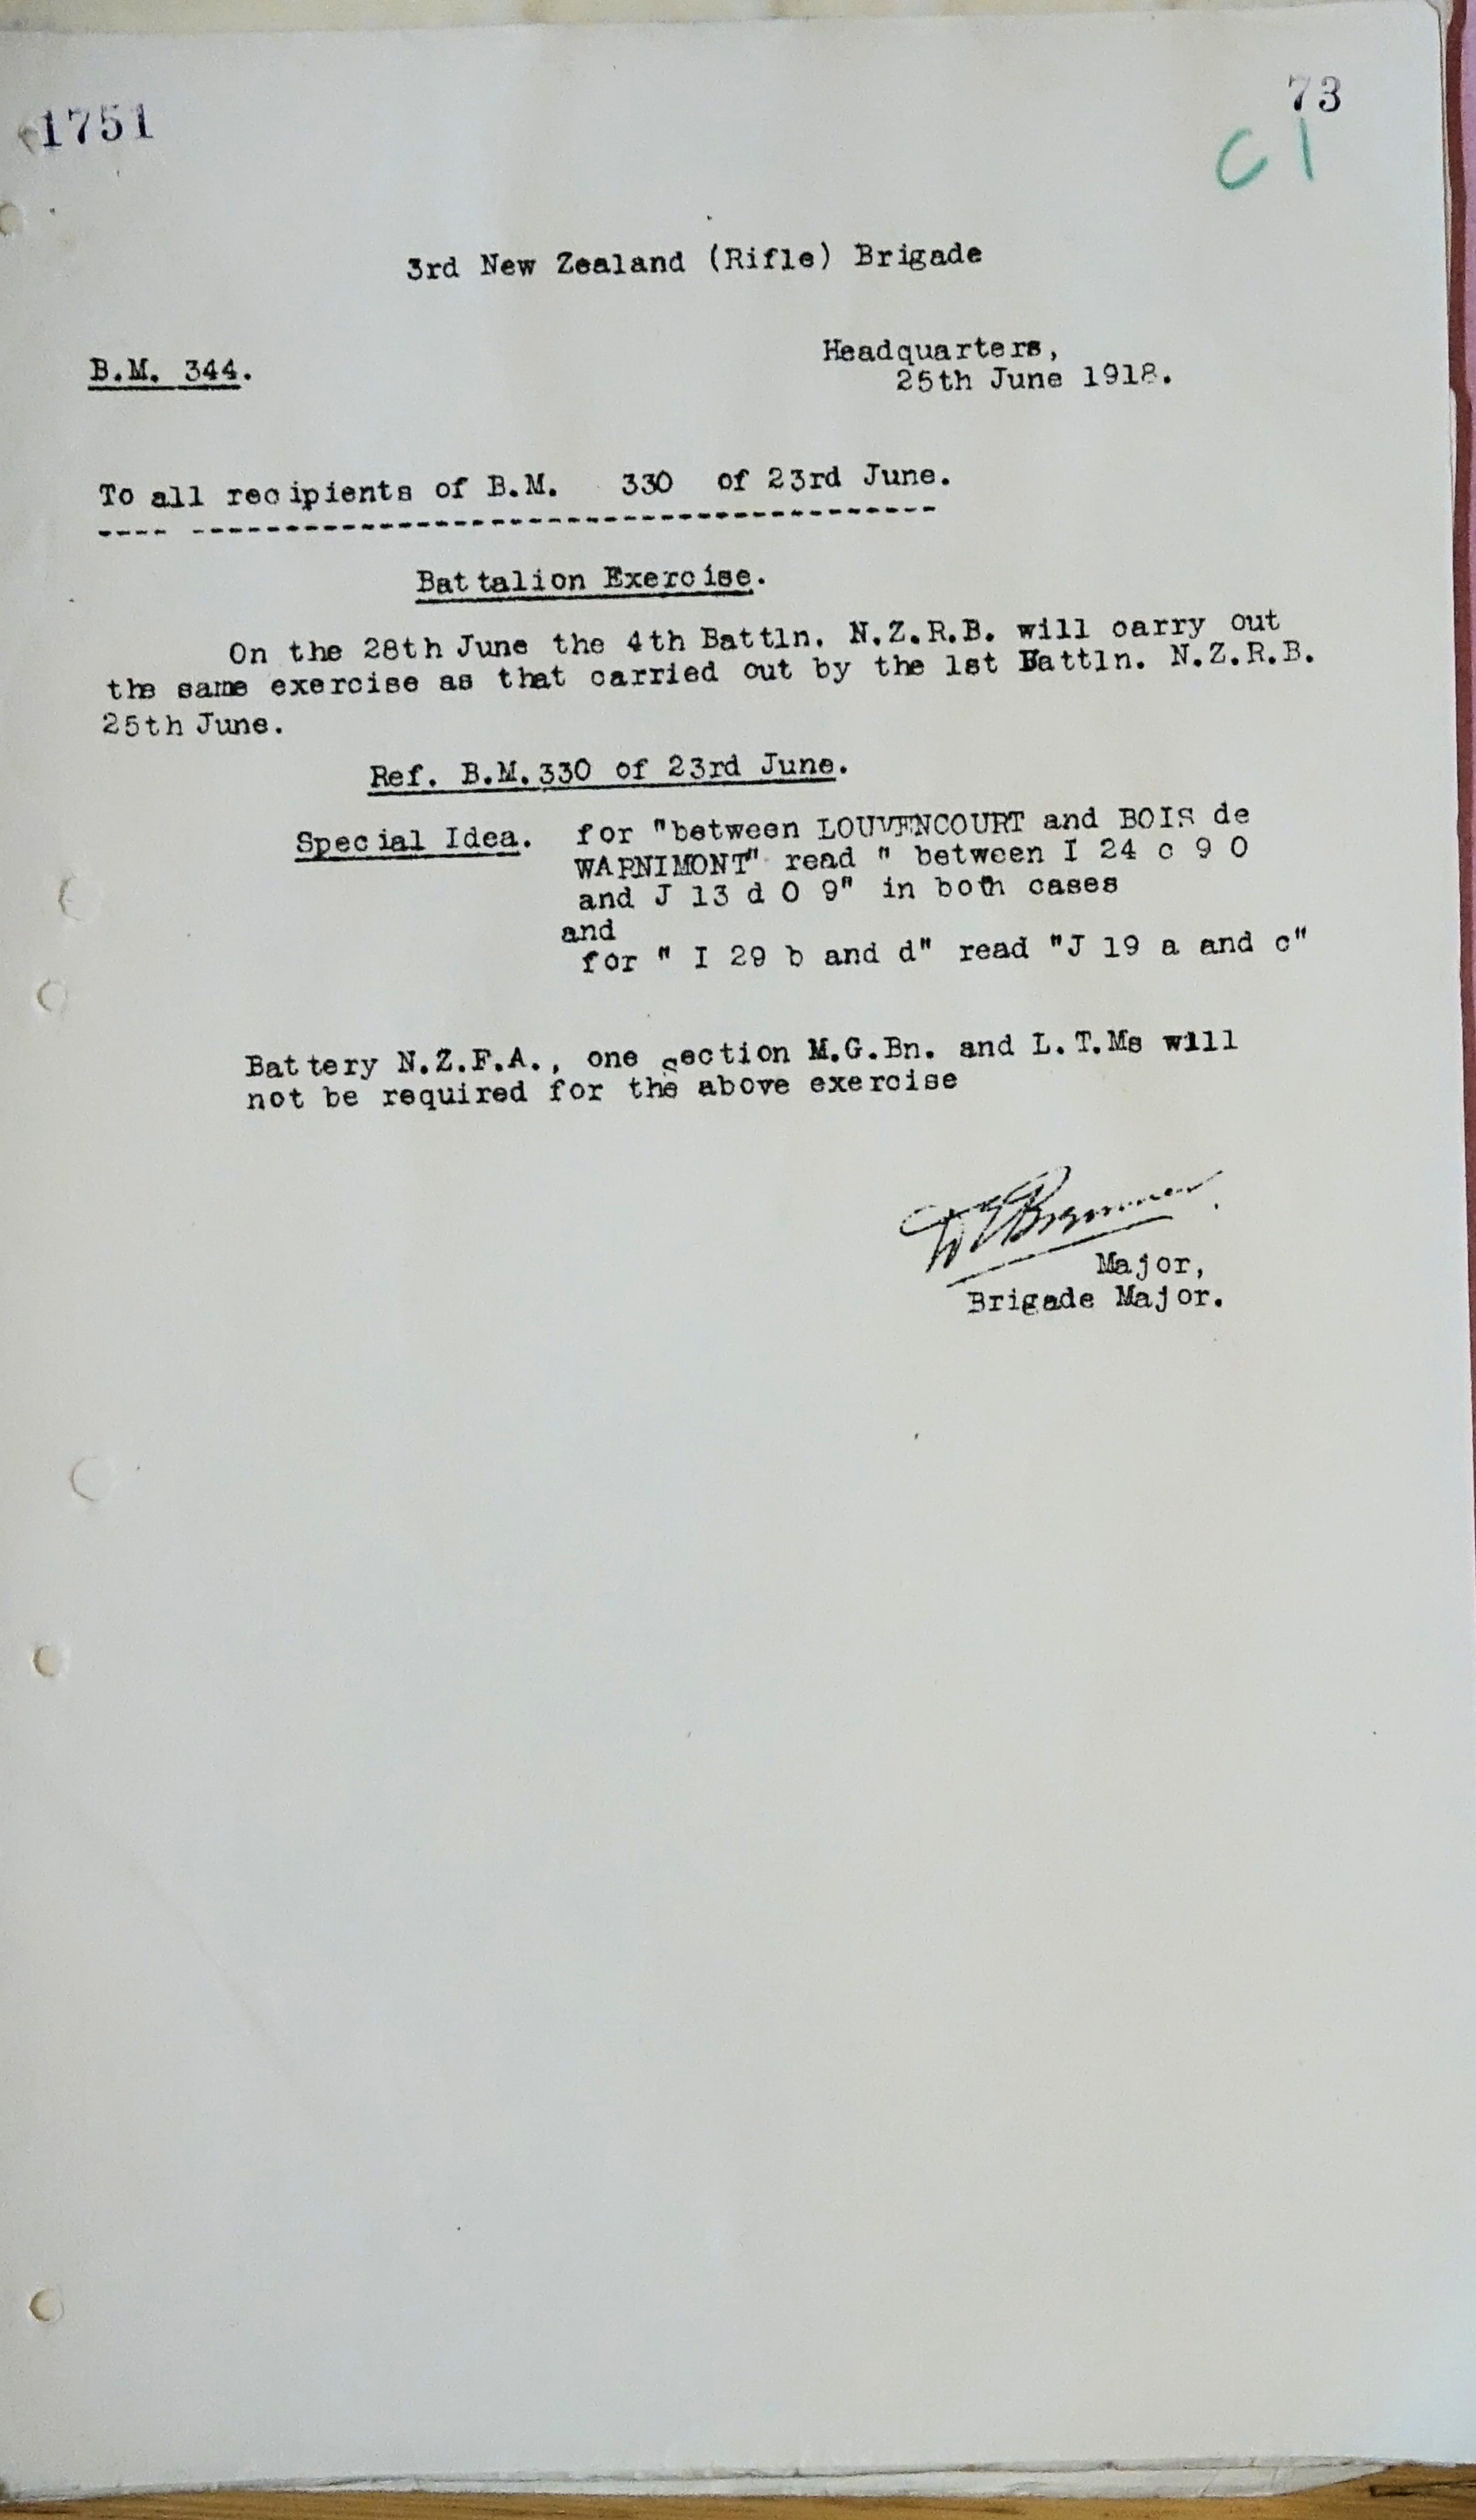 1751
73
C 1
3rd New Zealand (Rifle) Brigade
Headquarters,
B.M. 344.
25th June 1918.
To all recipients of B.M. 330 of 23rd June.
---- ----------------------------------------
Battalion Exercise.
On the 28th June the 4th Battln. N.Z.R.B. will carry out
the same exercise as that carried out by the 1st Battln. N.Z.R.B.
25th June.
Ref. B.M.330 of 23rd June.
Special Idea. for "between LOUVENCOURT and BOIS de
WARNIMONT" read " between I 24 c 9 0
and J 13 d 0 9" in both cases
and
for " I 29 b and d" read "J 19 a and c"
Battery N.Z.F.A., one section M.G.Bn. and L.T.Ms will
not be required for the above exercise
Major,
Brigade Major.